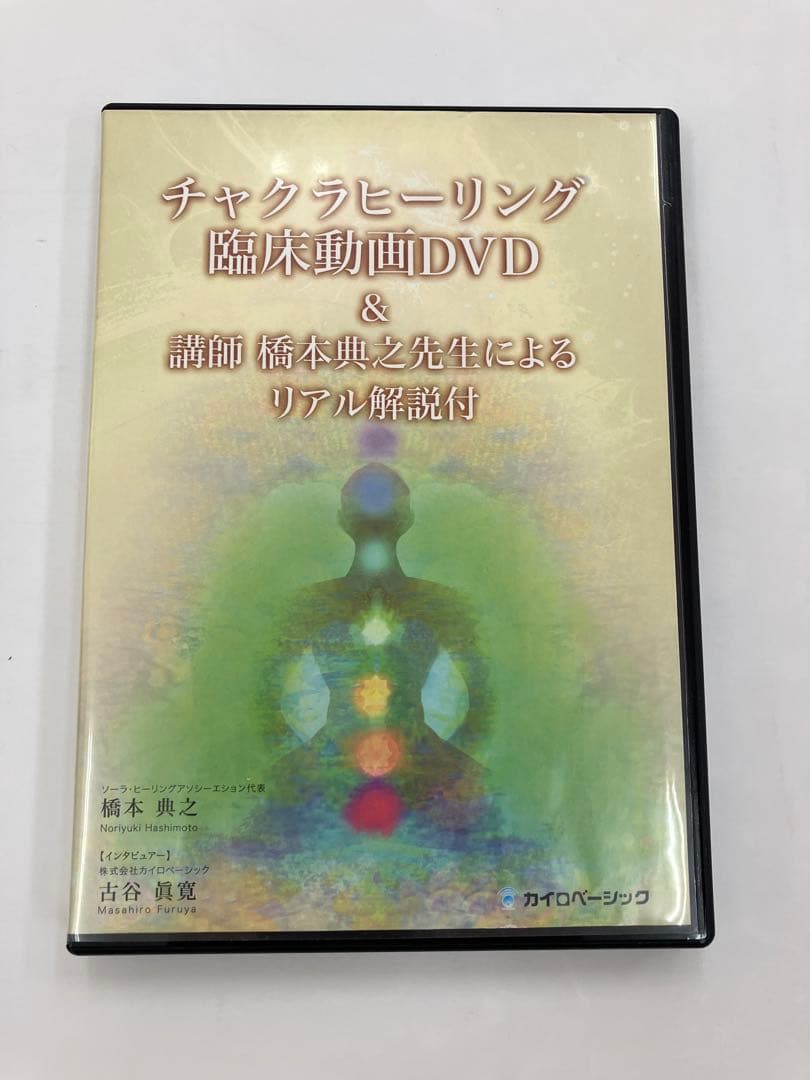 チャクラヒーリング
臨床動画DVD
&
講師 橋本典之先生による
リアル解説付
ソーラ・ヒーリングアソシーエション代表
橋本 典之
Noriyuki Hashimoto
【インタビュアー】
株式会社カイロベーシック
古谷 眞寛
Masahiro Furuya
カイロベーシック